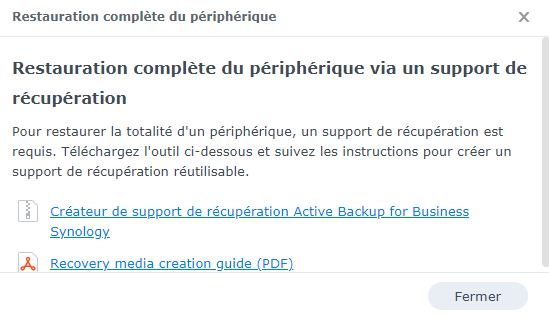 Restauration complète du périphérique
Restauration complète du périphérique via un support de
récupération
Pour restaurer la totalité d'un périphérique, un support de récupération est
requis. Téléchargez l'outil ci-dessous et suivez les instructions pour créer un
support de récupération réutilisable.
Créateur de support de récupération Active Backup for Business
Synology
Recovery media creation guide (PDF)
Fermer